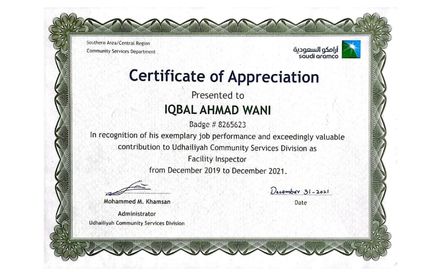 Southern Area/Central Region
Community Services Department
أرامكو السعودية
saudi aramco
Certificate of Appreciation
Presented to
IQBAL AHMAD WANI
Badge # 8265623
In recognition of his exemplary job performance and exceedingly valuable
contribution to Udhailiyah Community Services Division as
Facility Inspector
from December 2019 to December 2021.
December 31-2021
Mohammed M. Khamsan
Date
Administrator
Udhailiyah Community Services Division